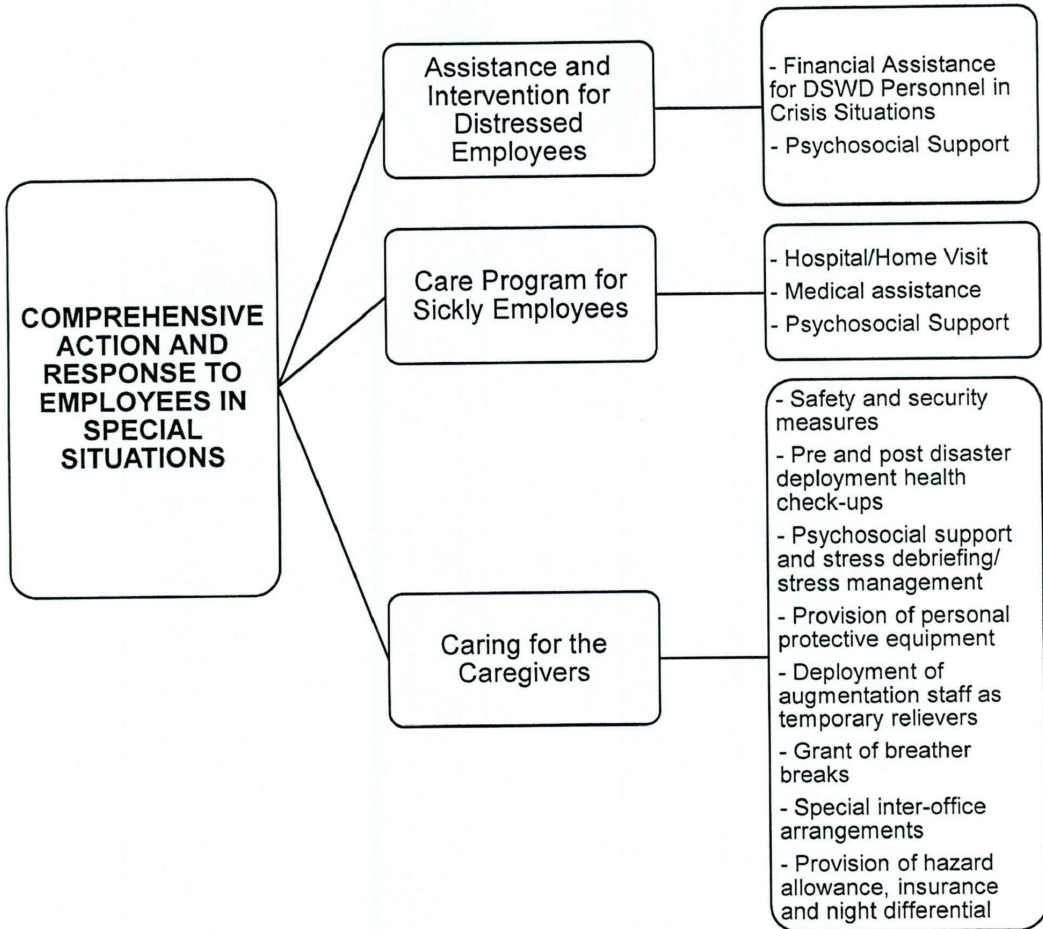 COMPREHENSIVE
ACTION AND
RESPONSE TO
EMPLOYEES IN
SPECIAL
SITUATIONS
Assistance and
Intervention for
Distressed
Employees
- Financial Assistance
for DSWD Personnel in
Crisis Situations
- Psychosocial Support
Care Program for
Sickly Employees
- Hospital/Home Visit
- Medical assistance
- Psychosocial Support
Caring for the
Caregivers
- Safety and security
measures
- Pre and post disaster
deployment health
check-ups
- Psychosocial support
and stress debriefing/
stress management
- Provision of personal
protective equipment
- Deployment of
augmentation staff as
temporary relievers
- Grant of breather
breaks
- Special inter-office
arrangements
- Provision of hazard
allowance, insurance
and night differential